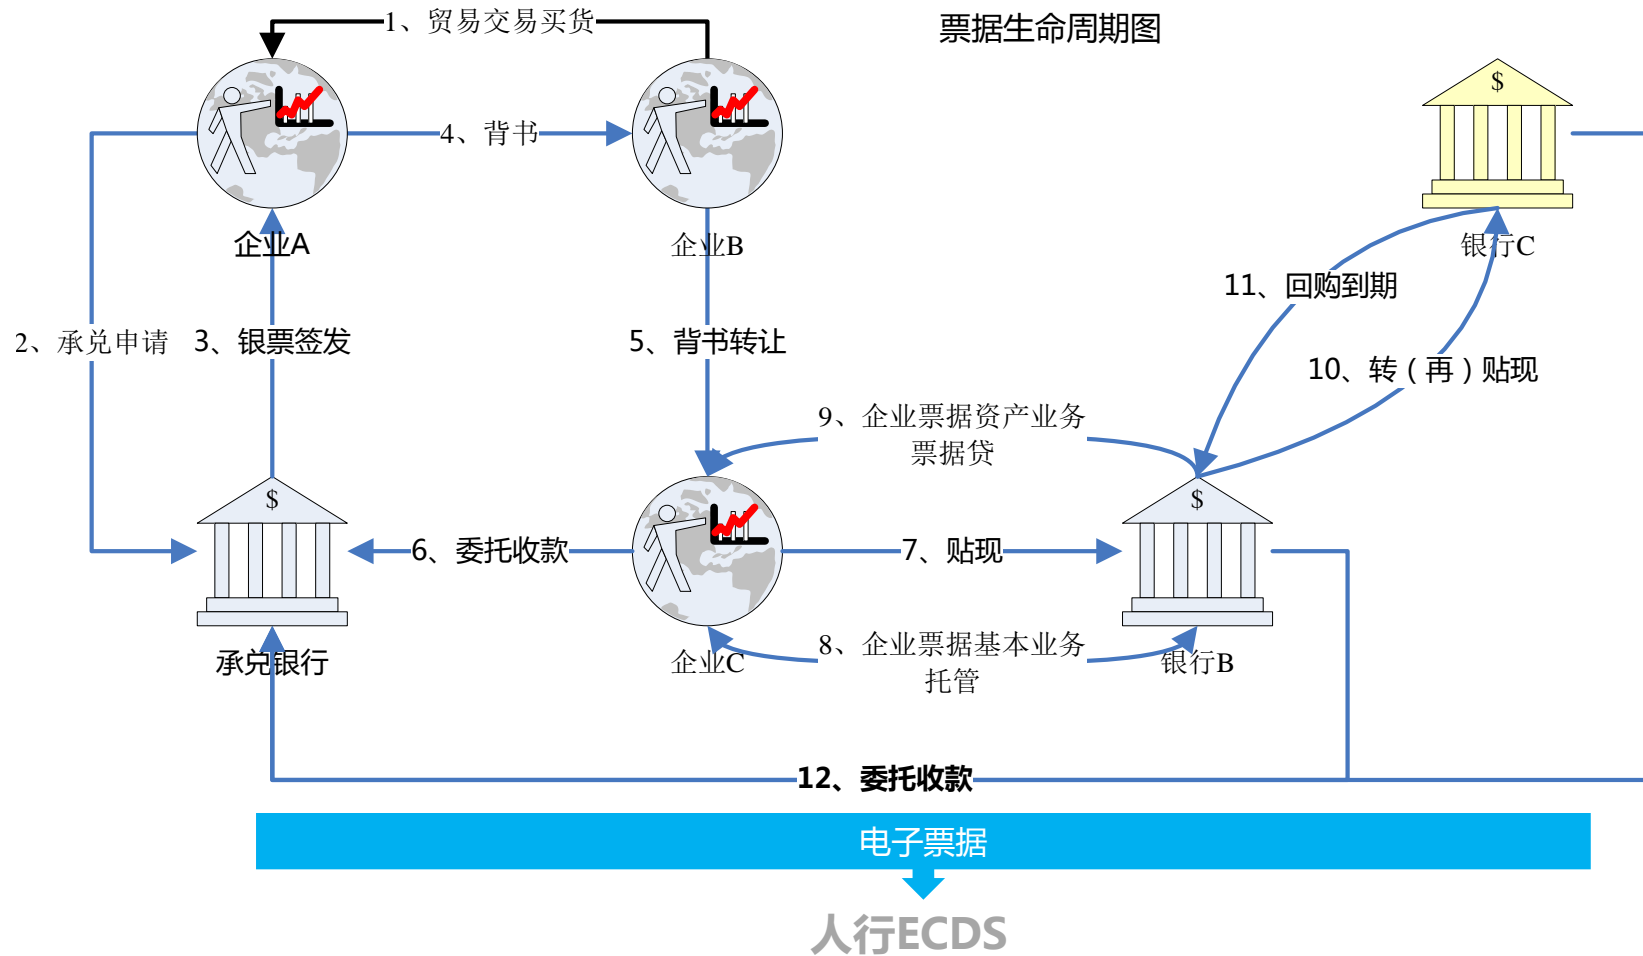 票据生命周期图
1、贸易交易买货
$
4、背书
企业A
企业B
银行C
11、回购到期
2、承兑申请
3、银票签发
5、背书转让
10、转（再）贴现
9、企业票据资产业务
票据贷
$
$
6、委托收款
7、贴现
8、企业票据基本业务
托管
承兑银行
企业C
银行B
12、委托收款
电子票据
人行ECDS